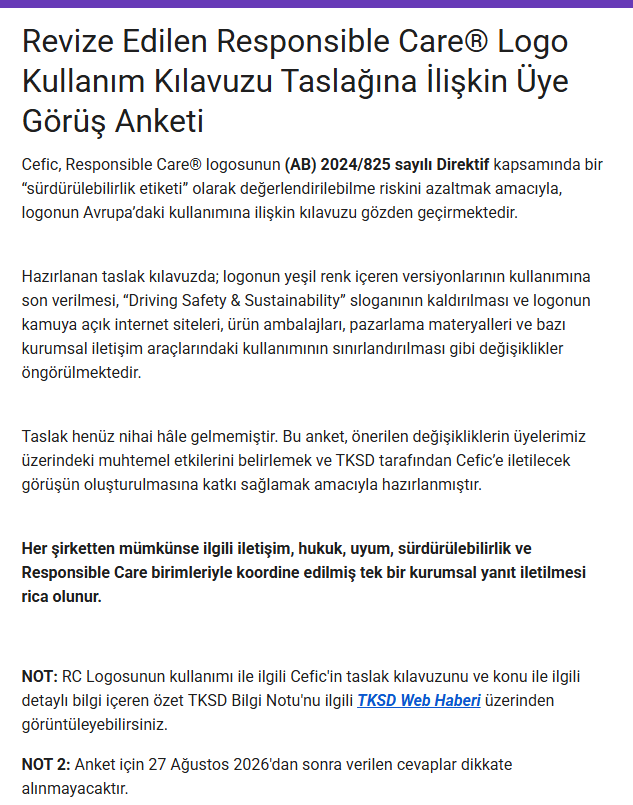 Revize Edilen Responsible Care® Logo
Kullanım Kılavuzu Taslağına İlişkin Üye
Görüş Anketi
Cefic, Responsible Care® logosunun (AB) 2024/825 sayılı Direktif kapsamında bir
“sürdürülebilirlik etiketi” olarak değerlendirilebilme riskini azaltmak amacıyla,
logonun Avrupa’daki kullanımına ilişkin kılavuzu gözden geçirmektedir.
Hazırlanan taslak kılavuzda; logonun yeşil renk içeren versiyonlarının kullanımına
son verilmesi, “Driving Safety & Sustainability” sloganının kaldırılması ve logonun
kamuya açık internet siteleri, ürün ambalajları, pazarlama materyalleri ve bazı
kurumsal iletişim araçlarındaki kullanımının sınırlandırılması gibi değişiklikler
öngörülmektedir.
Taslak henüz nihai hâle gelmemiştir. Bu anket, önerilen değişikliklerin üyelerimiz
üzerindeki muhtemel etkilerini belirlemek ve TKSD tarafından Cefic’e iletilecek
görüşün oluşturulmasına katkı sağlamak amacıyla hazırlanmıştır.
Her şirketten mümkünse ilgili iletişim, hukuk, uyum, sürdürülebilirlik ve
Responsible Care birimleriyle koordine edilmiş tek bir kurumsal yanıt iletilmesi
rica olunur.
NOT: RC Logosunun kullanımı ile ilgili Cefic'in taslak kılavuzunu ve konu ile ilgili
detaylı bilgi içeren özet TKSD Bilgi Notu'nu ilgili TKSD Web Haberi üzerinden
görüntüleyebilirsiniz.
NOT 2: Anket için 27 Ağustos 2026'dan sonra verilen cevaplar dikkate
alınmayacaktır.